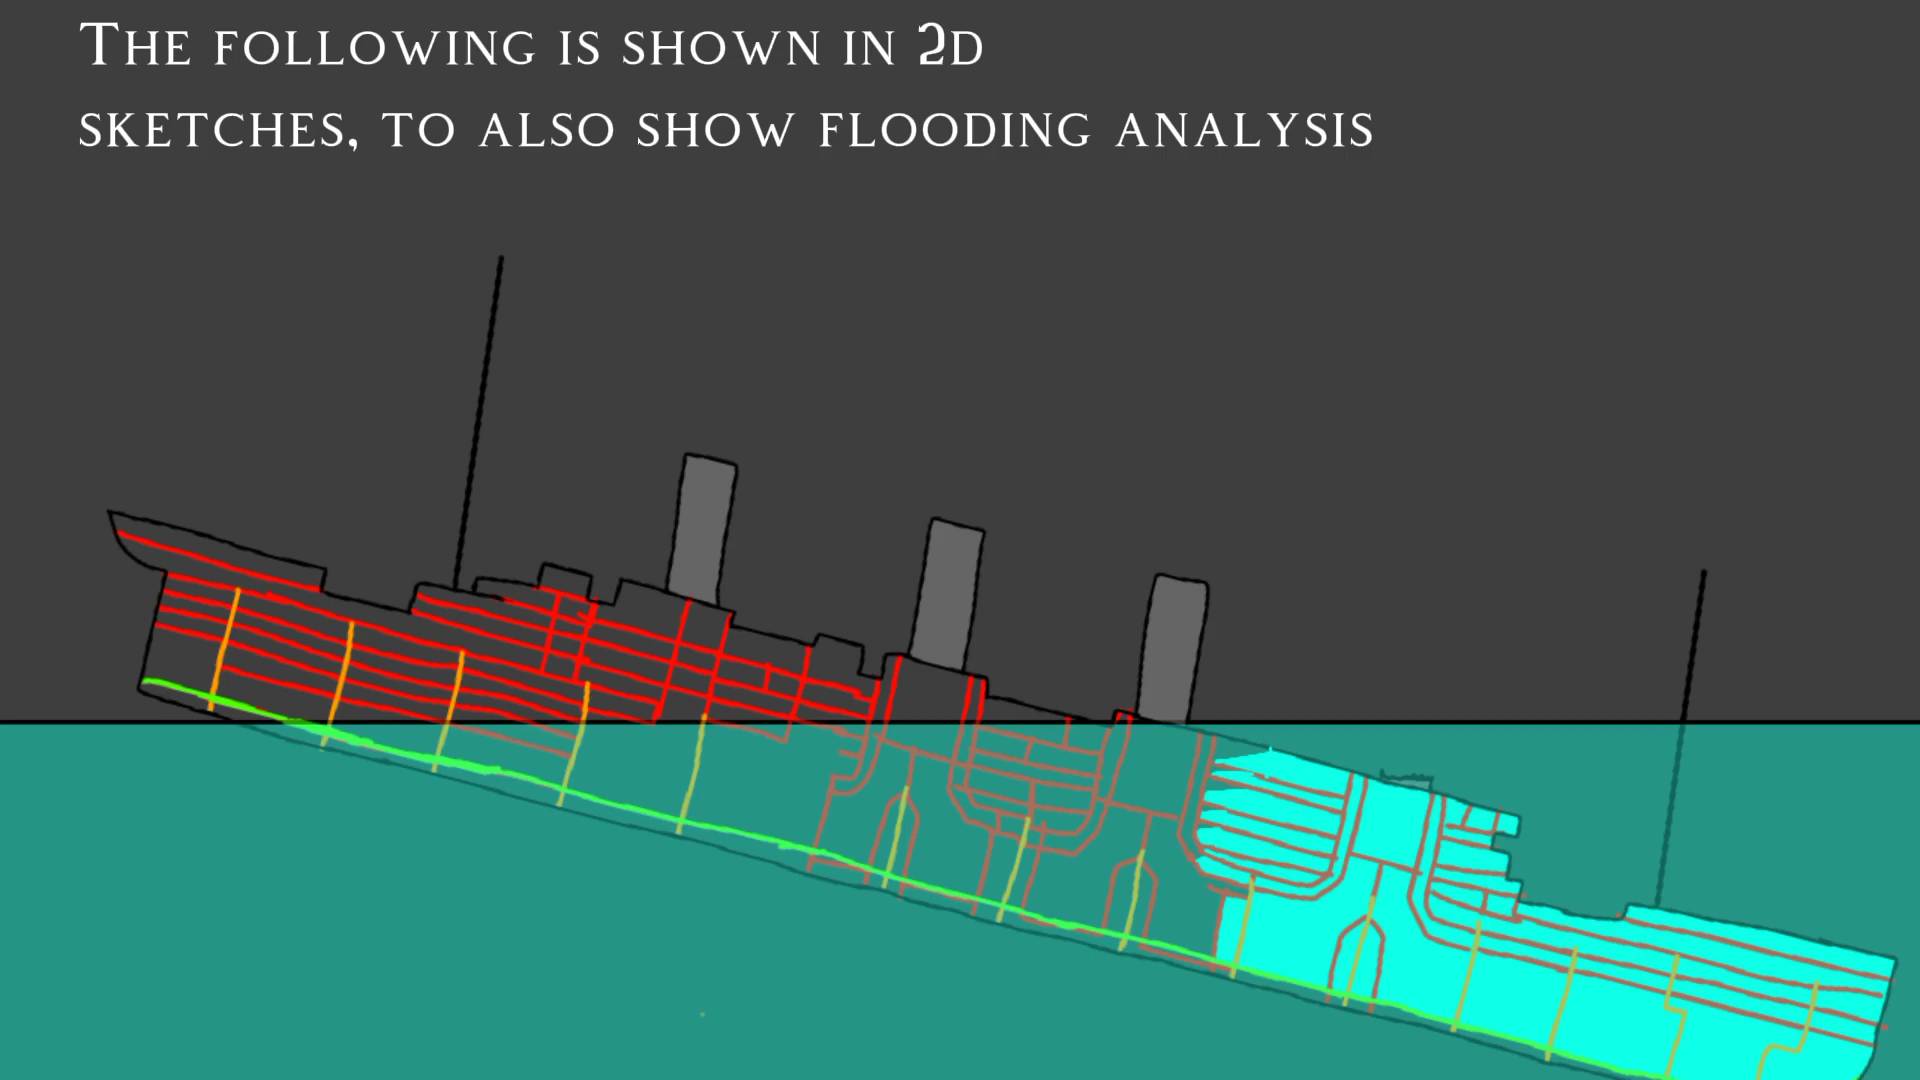 The following is shown in 2d
sketches, to also show flooding analysis